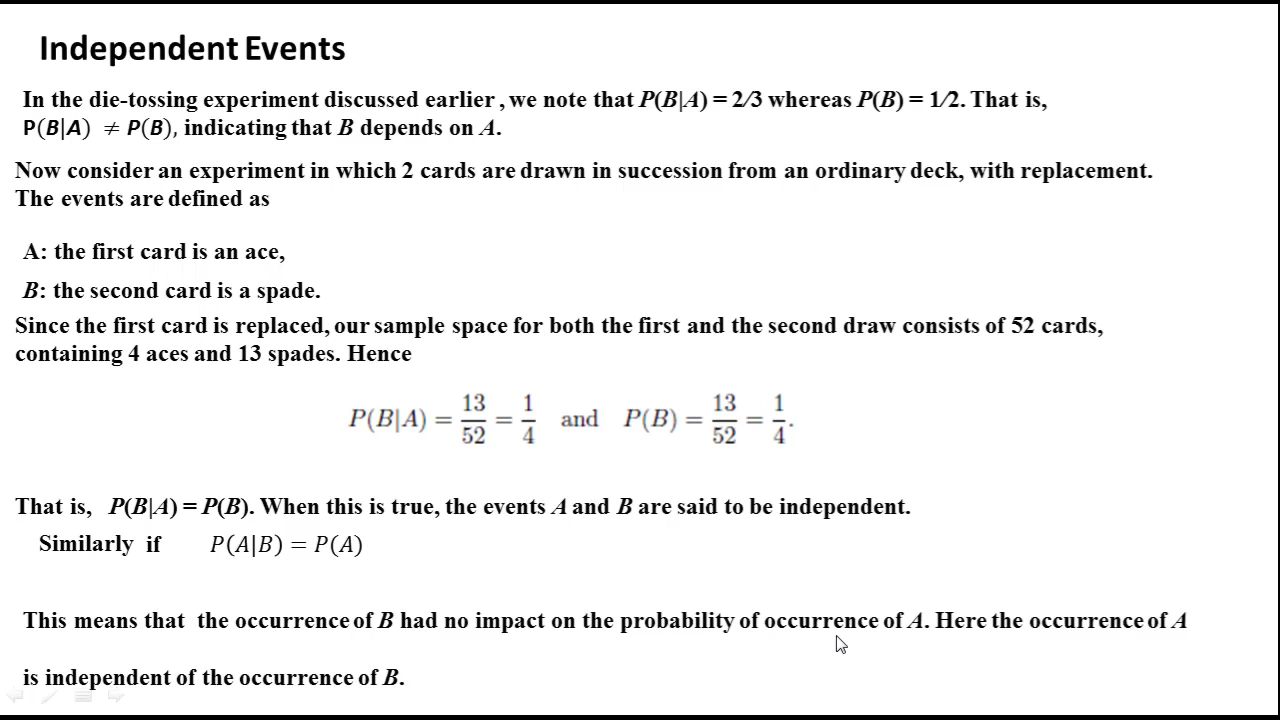 Independent Events
In the die-tossing experiment discussed earlier , we note that P(B|A) = 2/3 whereas P(B) = 1/2. That is,
P(B|A) ≠ P(B), indicating that B depends on A.
Now consider an experiment in which 2 cards are drawn in succession from an ordinary deck, with replacement.
The events are defined as
A: the first card is an ace,
B: the second card is a spade.
Since the first card is replaced, our sample space for both the first and the second draw consists of 52 cards,
containing 4 aces and 13 spades. Hence
P(B|A) = 13/52 = 1/4 and P(B) = 13/52 = 1/4.
That is, P(B|A) = P(B). When this is true, the events A and B are said to be independent.
Similarly if P(A|B) = P(A)
This means that the occurrence of B had no impact on the probability of occurrence of A. Here the occurrence of A
is independent of the occurrence of B.